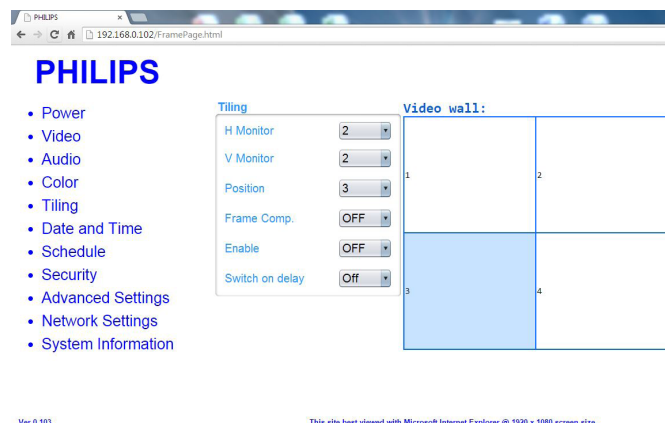 PHILIPS
192.168.0.102/FramePage.html
PHILIPS
Power
Video
Audio
Color
Tiling
Date and Time
Schedule
Security
Advanced Settings
Network Settings
System Information
Tiling
H Monitor 2
V Monitor 2
Position 3
Frame Comp. OFF
Enable OFF
Switch on delay Off
Video wall:
1 2
3 4
Ver 0.103
This site best viewed with Microsoft Internet Explorer @ 1920 x 1080 screen size